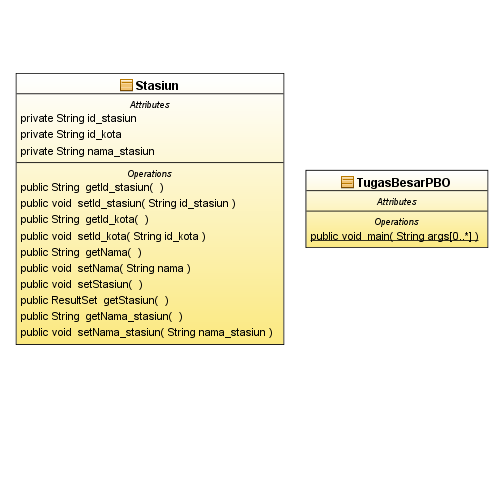 Stasiun
Attributes
private String id_stasiun
private String id_kota
private String nama_stasiun
Operations
public String getId_stasiun( )
public void setId_stasiun( String id_stasiun )
public String getId_kota( )
public void setId_kota( String id_kota )
public String getNama( )
public void setNama( String nama )
public void setStasiun( )
public ResultSet getStasiun( )
public String getNama_stasiun( )
public void setNama_stasiun( String nama_stasiun )
TugasBesarPBO
Attributes
Operations
public void main( String args[0..*] )